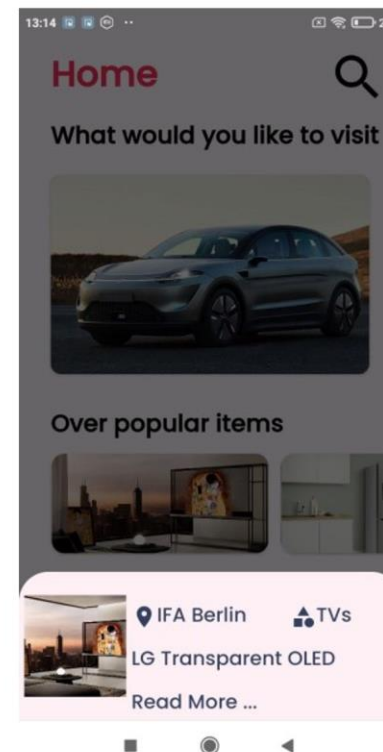 13:14
Home
What would you like to visit
Over popular items
IFA Berlin
TVs
LG Transparent OLED
Read More ...